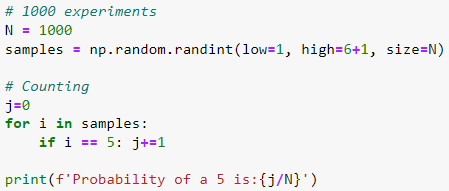 # 1000 experiments
N = 1000
samples = np.random.randint(low=1, high=6+1, size=N)

# Counting
j=0
for i in samples:
    if i == 5: j+=1

print(f'Probability of a 5 is:{j/N}')